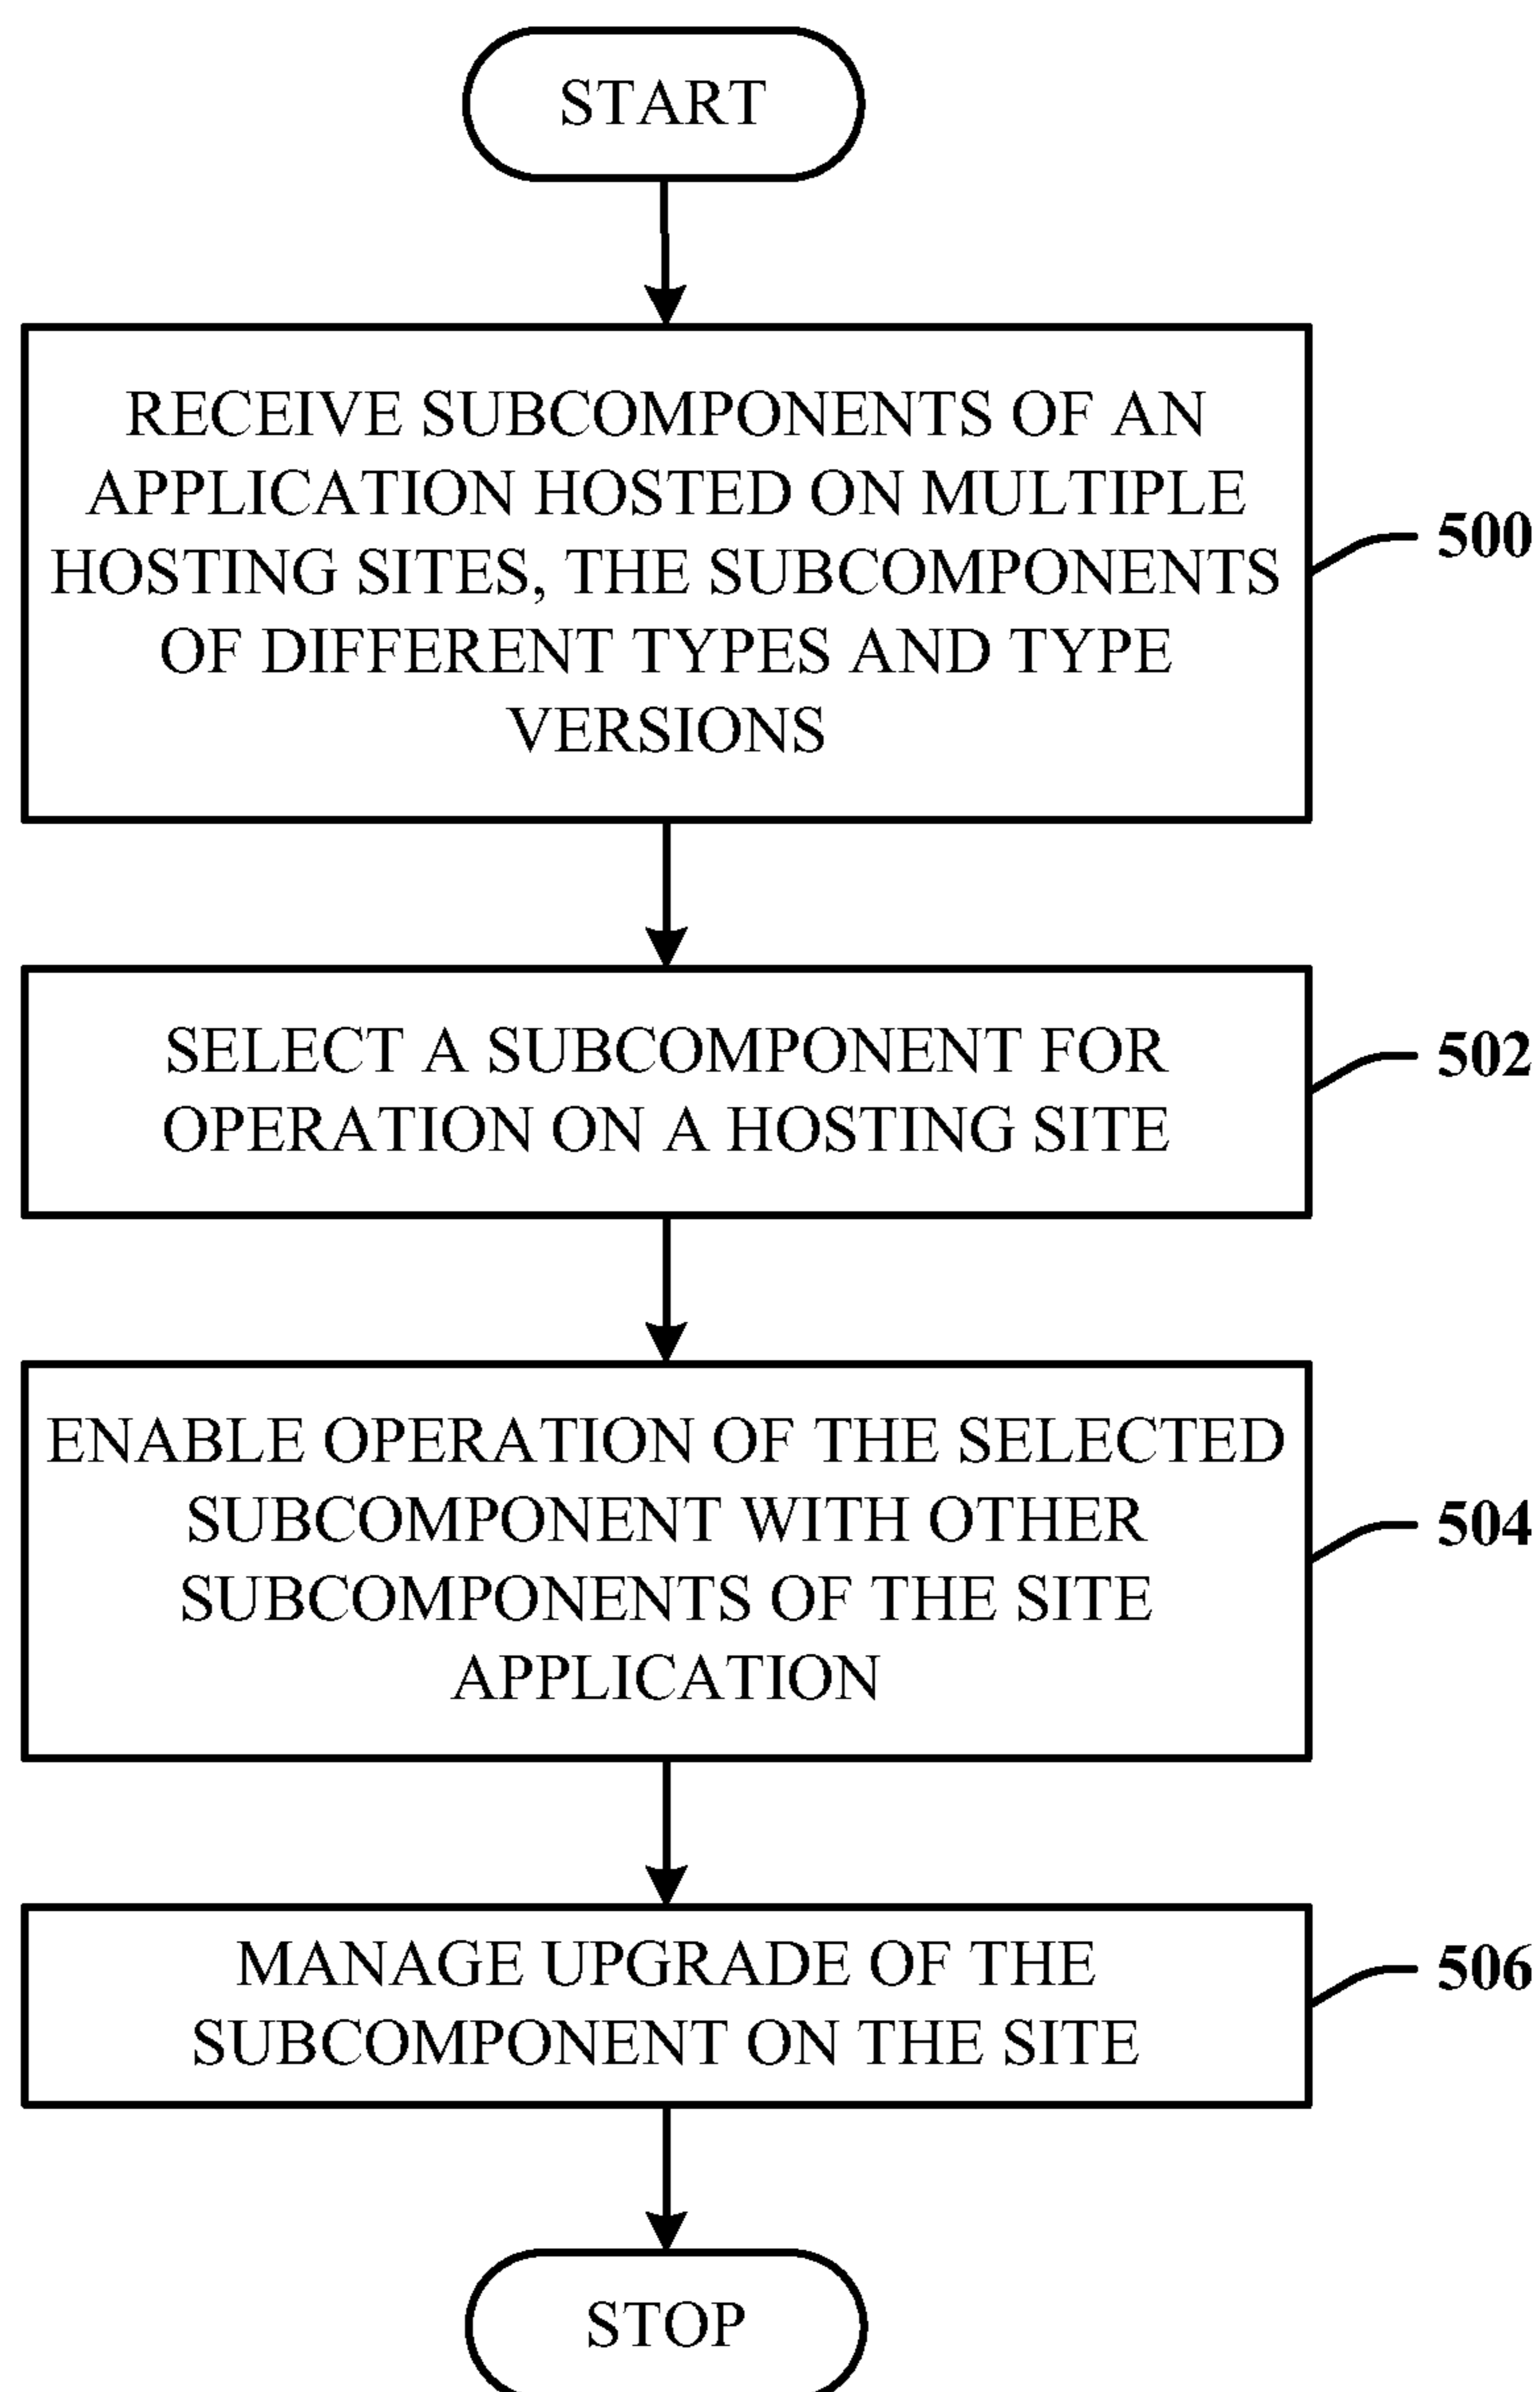 START
RECEIVE SUBCOMPONENTS OF AN
APPLICATION HOSTED ON MULTIPLE
HOSTING SITES, THE SUBCOMPONENTS
OF DIFFERENT TYPES AND TYPE
VERSIONS
500
SELECT A SUBCOMPONENT FOR
OPERATION ON A HOSTING SITE
502
ENABLE OPERATION OF THE SELECTED
SUBCOMPONENT WITH OTHER
SUBCOMPONENTS OF THE SITE
APPLICATION
504
MANAGE UPGRADE OF THE
SUBCOMPONENT ON THE SITE
506
STOP